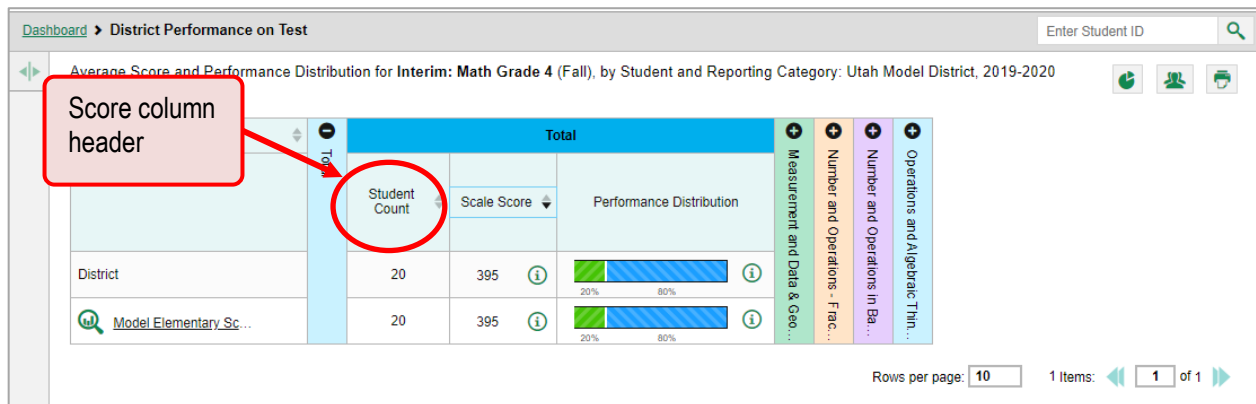 Dashboard > District Performance on Test
Enter Student ID
Average Score and Performance Distribution for Interim: Math Grade 4 (Fall), by Student and Reporting Category: Utah Model District, 2019-2020
Score column
header
Total
Student
Count
Scale Score
Performance Distribution
Measurement and Data & Geo...
Number and Operations - Frac...
Number and Operations in Ba...
Operations and Algebraic Thin...
District
20
395
20%
80%
Model Elementary Sc...
20
395
20%
80%
Rows per page: 10
1 Items:
1 of 1